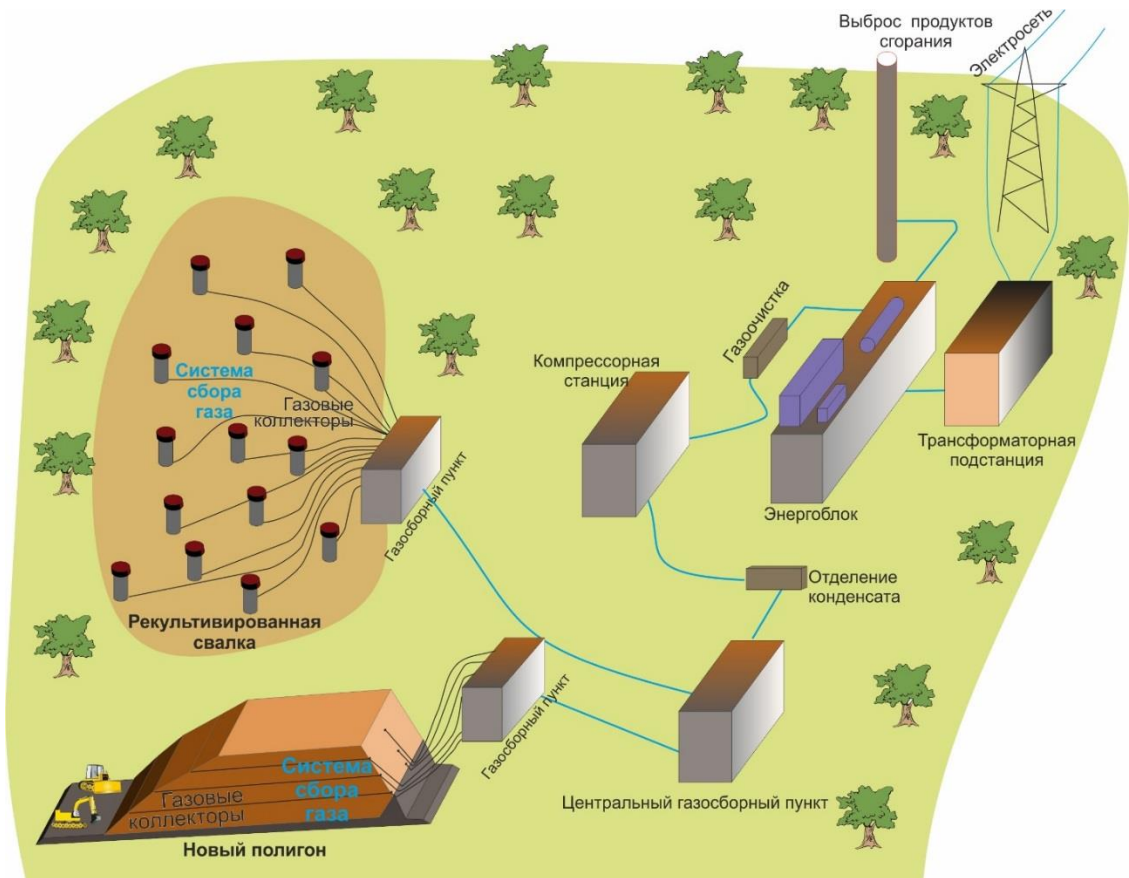 Выброс продуктов
сгорания
Электросеть
Газоочистка
Компрессорная
станция
Система
сбора
газа
Газовые
коллекторы
Трансформаторная
подстанция
Газосборный пункт
Энергоблок
Отделение
конденсата
Рекультивированная
свалка
Газосборный пункт
Система
сбора
газа
Газовые
коллекторы
Центральный газосборный пункт
Новый полигон